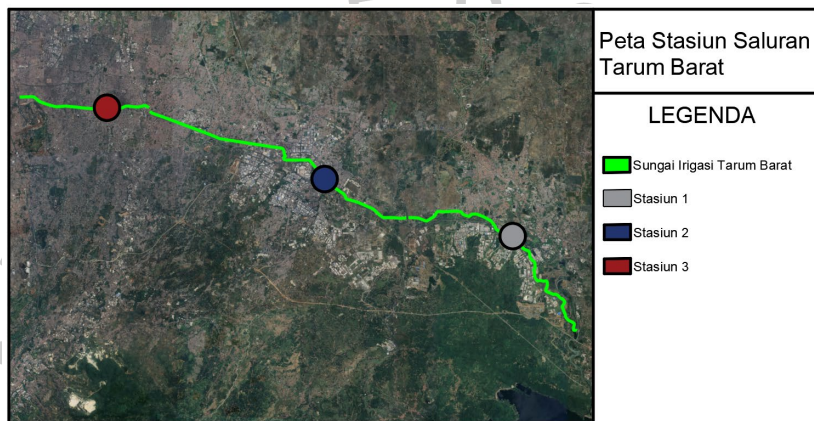 Peta Stasiun Saluran
Tarum Barat
LEGENDA
Sungai Irigasi Tarum Barat
Stasiun 1
Stasiun 2
Stasiun 3